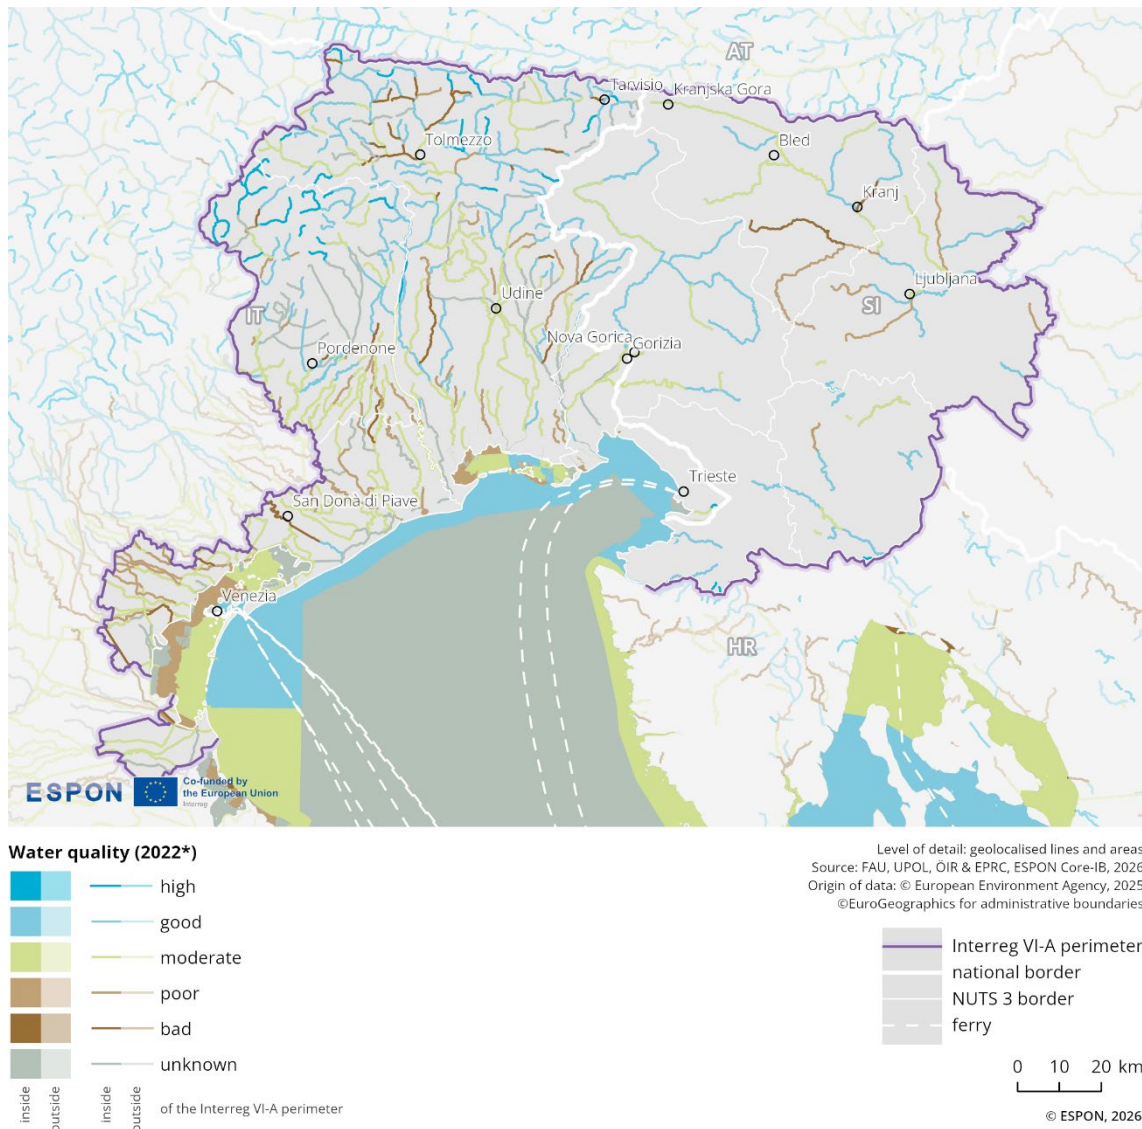 AT
Tarvisio
Kranjska Gora
Tolmezzo
Bled
Kranj
Ljubljana
SI
IT
Udine
Pordenone
Nova Gorica
Gorizia
Trieste
San Donà di Piave
Venezia
HR
ESPON
Co-funded by
the European Union
Interreg
Water quality (2022*)
high
good
moderate
poor
bad
unknown
inside
outside
inside
outside
of the Interreg VI-A perimeter
Level of detail: geolocalised lines and areas
Source: FAU, UPOL, ÖIR & EPRC, ESPON Core-IB, 2026
Origin of data: © European Environment Agency, 2025
©EuroGeographics for administrative boundaries
Interreg VI-A perimeter
national border
NUTS 3 border
ferry
0 10 20 km
© ESPON, 2026